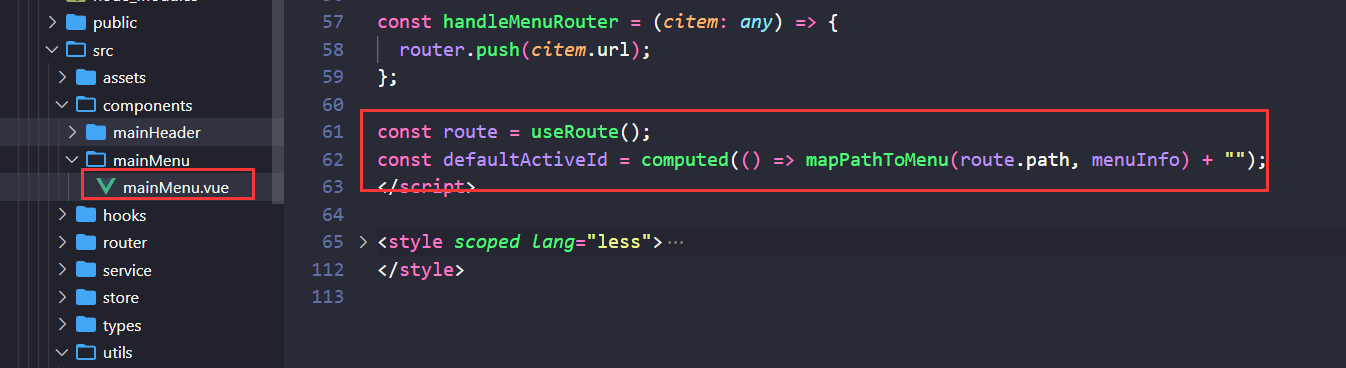 node_modules
public
src
assets
components
mainHeader
mainMenu
mainMenu.vue
hooks
router
service
store
types
utils
56
57 const handleMenuRouter = (citem: any) => {
58 router.push(citem.url);
59 };
60
61 const route = useRoute();
62 const defaultActiveId = computed(() => mapPathToMenu(route.path, menuInfo) + "");
63 </script>
64
65 <style scoped lang="less">···
112 </style>
113